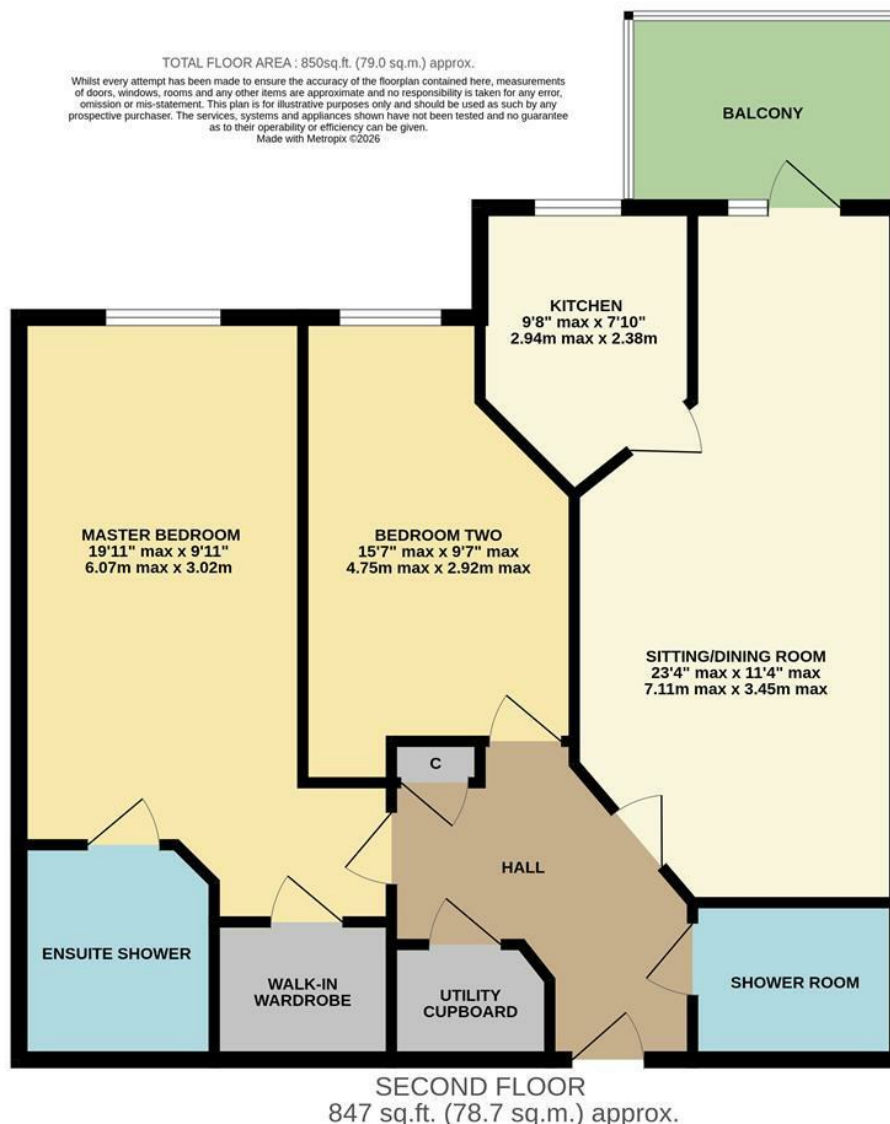 TOTAL FLOOR AREA : 850sq.ft. (79.0 sq.m.) approx.
Whilst every attempt has been made to ensure the accuracy of the floorplan contained here, measurements
of doors, windows, rooms and any other items are approximate and no responsibility is taken for any error,
omission or mis-statement. This plan is for illustrative purposes only and should be used as such by any
prospective purchaser. The services, systems and appliances shown have not been tested and no guarantee
as to their operability or efficiency can be given.
Made with Metropix ©2026
BALCONY
KITCHEN
9'8" max x 7'10"
2.94m max x 2.38m
MASTER BEDROOM
19'11" max x 9'11"
6.07m max x 3.02m
BEDROOM TWO
15'7" max x 9'7" max
4.75m max x 2.92m max
SITTING/DINING ROOM
23'4" max x 11'4" max
7.11m max x 3.45m max
C
HALL
ENSUITE SHOWER
WALK-IN
WARDROBE
UTILITY
CUPBOARD
SHOWER ROOM
SECOND FLOOR
847 sq.ft. (78.7 sq.m.) approx.